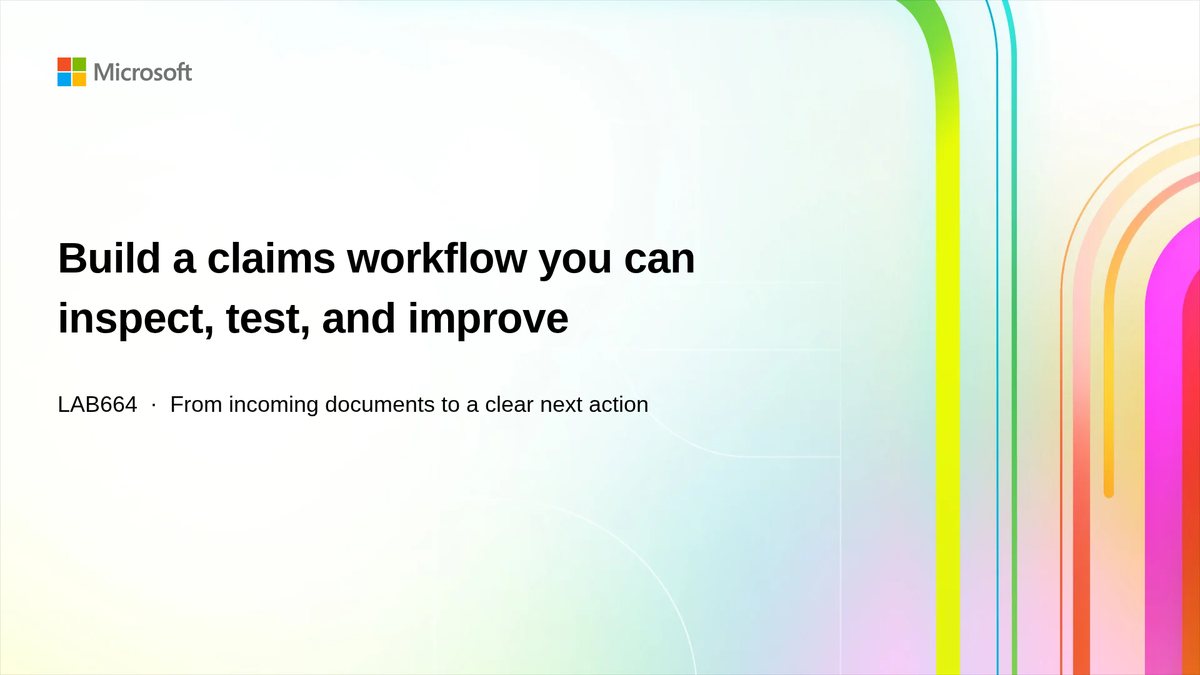 Microsoft
Build a claims workflow you can
inspect, test, and improve
LAB664 · From incoming documents to a clear next action